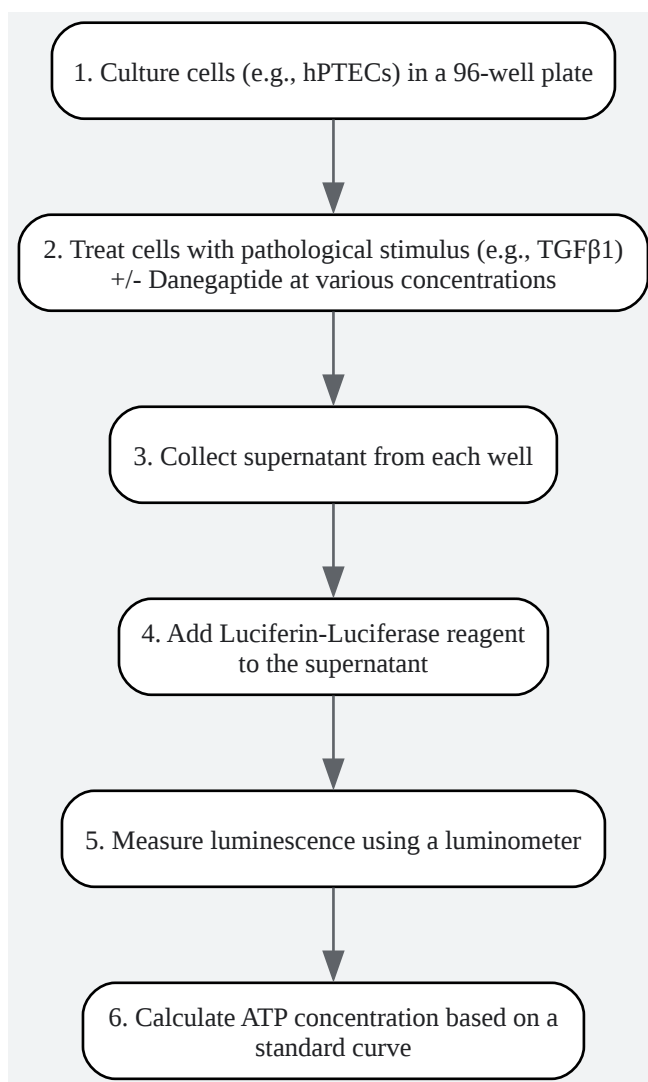 1. Culture cells (e.g., hPTECs) in a 96-well plate
2. Treat cells with pathological stimulus (e.g., TGFβ1)
+/- Danegaptide at various concentrations
3. Collect supernatant from each well
4. Add Luciferin-Luciferase reagent
to the supernatant
5. Measure luminescence using a luminometer
6. Calculate ATP concentration based on a
standard curve